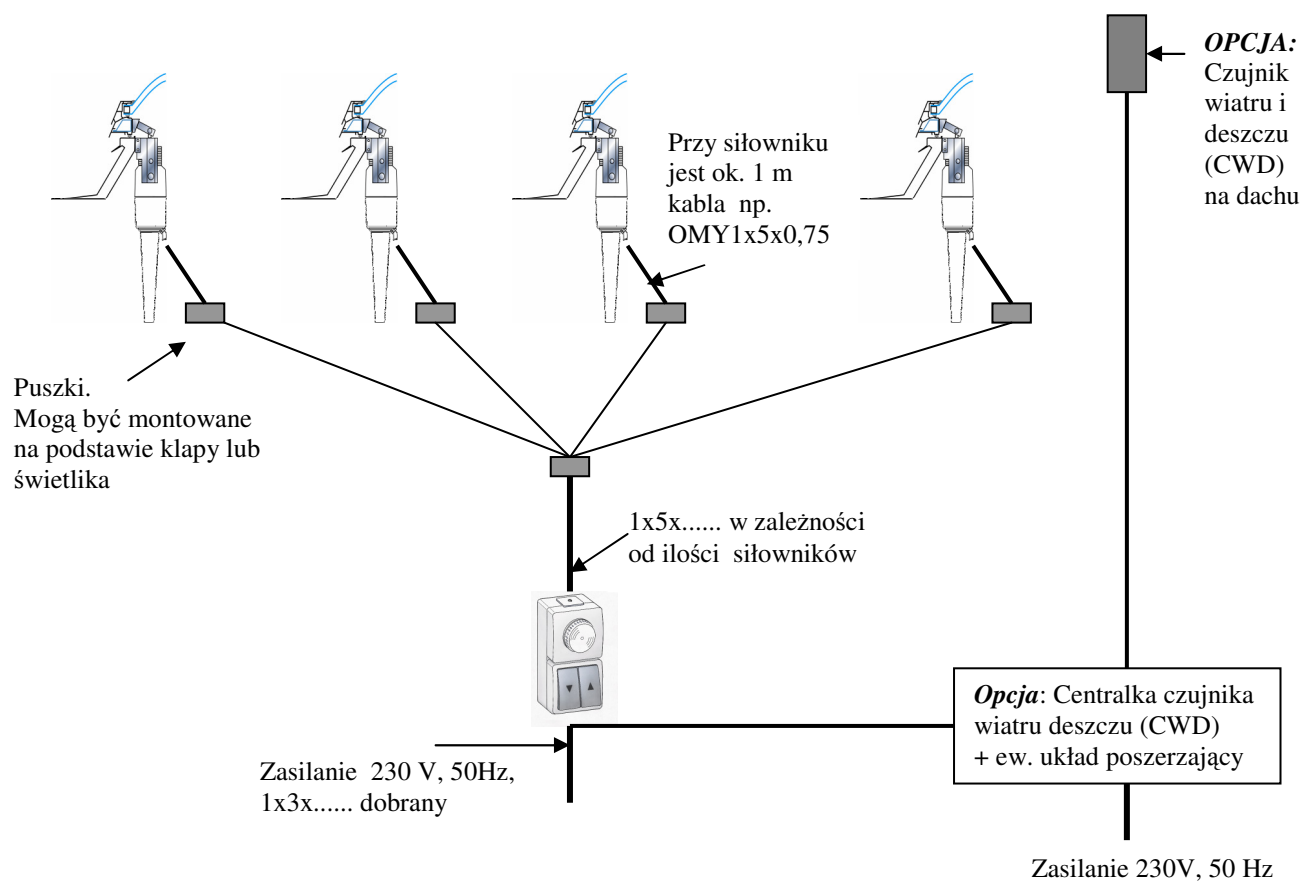 OPCJA:
Czujnik
wiatru i
deszczu
(CWD)
na dachu
Przy siłowniku
jest ok. 1 m
kabla np.
OMY1x5x0,75
Puszki.
Mogą być montowane
na podstawie klapy lub
świetlika
1x5x...... w zależności
od ilości siłowników
Opcja: Centralka czujnika
wiatru deszczu (CWD)
+ ew. układ poszerzający
Zasilanie 230 V, 50Hz,
1x3x...... dobrany
Zasilanie 230V, 50 Hz